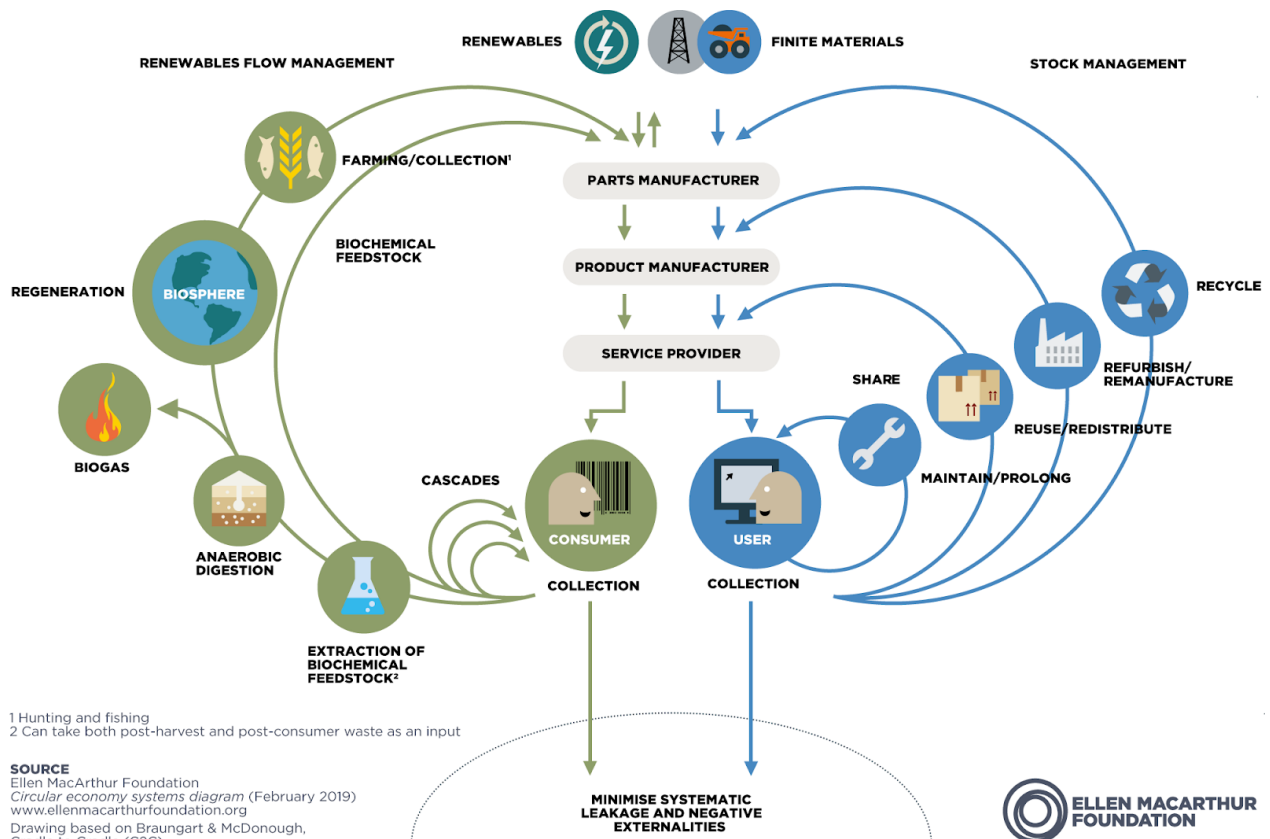 RENEWABLES
FINITE MATERIALS
RENEWABLES FLOW MANAGEMENT
STOCK MANAGEMENT
FARMING/COLLECTION¹
PARTS MANUFACTURER
BIOCHEMICAL
FEEDSTOCK
PRODUCT MANUFACTURER
REGENERATION
BIOSPHERE
RECYCLE
SERVICE PROVIDER
SHARE
REFURBISH/
REMANUFACTURE
REUSE/REDISTRIBUTE
BIOGAS
CASCADES
MAINTAIN/PROLONG
CONSUMER
USER
ANAEROBIC
DIGESTION
COLLECTION
COLLECTION
EXTRACTION OF
BIOCHEMICAL
FEEDSTOCK²
1 Hunting and fishing
2 Can take both post-harvest and post-consumer waste as an input
SOURCE
Ellen MacArthur Foundation
Circular economy systems diagram (February 2019)
www.ellenmacarthurfoundation.org
Drawing based on Braungart & McDonough,
MINIMISE SYSTEMATIC
LEAKAGE AND NEGATIVE
EXTERNALITIES
ELLEN MACARTHUR
FOUNDATION